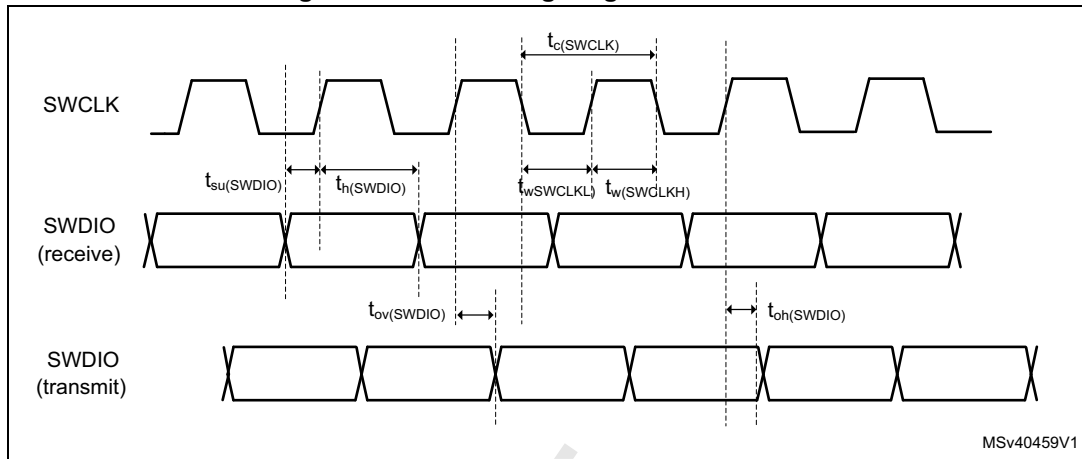 tc(SWCLK)
SWCLK
tsu(SWDIO)
th(SWDIO)
twSWCLKL)
tw(SWCLKH)
SWDIO
(receive)
tov(SWDIO)
toh(SWDIO)
SWDIO
(transmit)
MSv40459V1